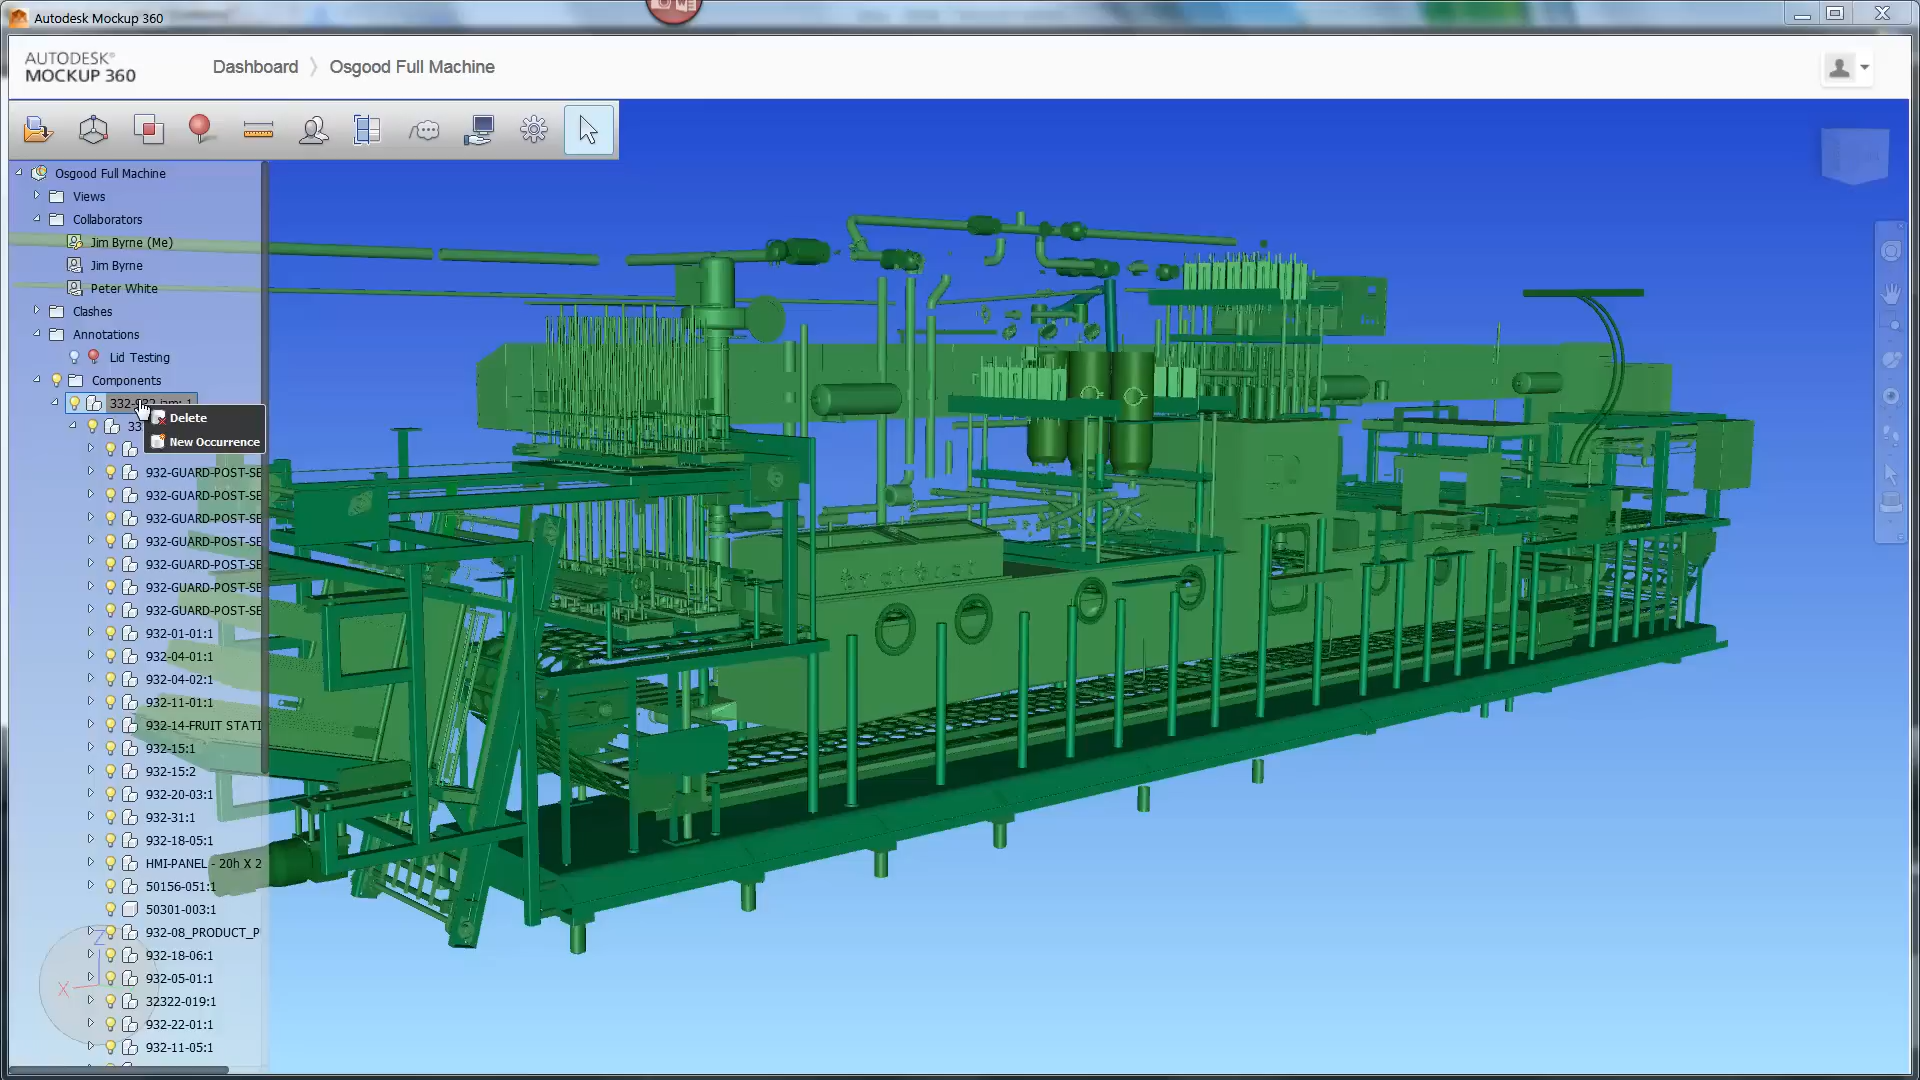 Autodesk Mockup 360
AUTODESK®
MOCKUP 360
Dashboard
Osgood Full Machine
Osgood Full Machine
Views
Collaborators
Jim Byrne (Me)
Jim Byrne
Peter White
Clashes
Annotations
Lid Testing
Components
Delete
33
New Occurrence
932-GUARD-POST-SE
932-GUARD-POST-SE
932-GUARD-POST-SE
932-GUARD-POST-SE
932-GUARD-POST-SE
932-GUARD-POST-SE
932-GUARD-POST-SE
932-01-01:1
932-04-01:1
932-04-02:1
932-11-01:1
932-14-FRUIT STATI
932-15:1
932-15:2
932-20-03:1
932-31:1
932-18-05:1
HMI-PANEL - 20h X 2
50156-051:1
50301-003:1
932-08_PRODUCT_P
932-18-06:1
932-05-01:1
32322-019:1
932-22-01:1
932-11-05:1
Z
X